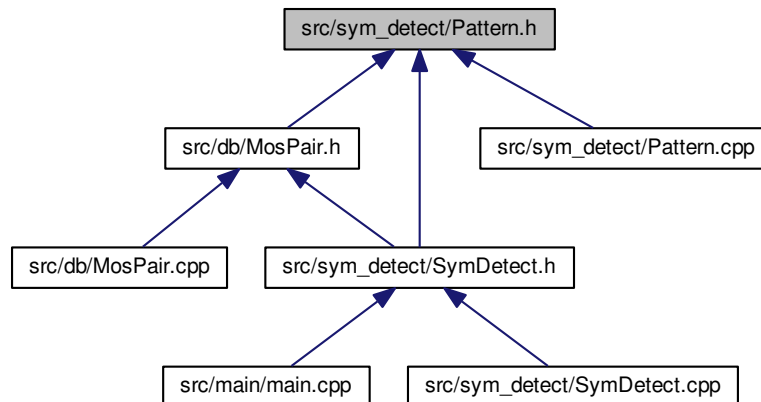 src/sym_detect/Pattern.h
src/db/MosPair.h
src/sym_detect/Pattern.cpp
src/db/MosPair.cpp
src/sym_detect/SymDetect.h
src/main/main.cpp
src/sym_detect/SymDetect.cpp